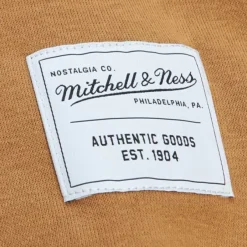 NOSTALGIA CO.
Mitchell & Ness
PHILADELPHIA, PA.
AUTHENTIC GOODS
EST. 1904